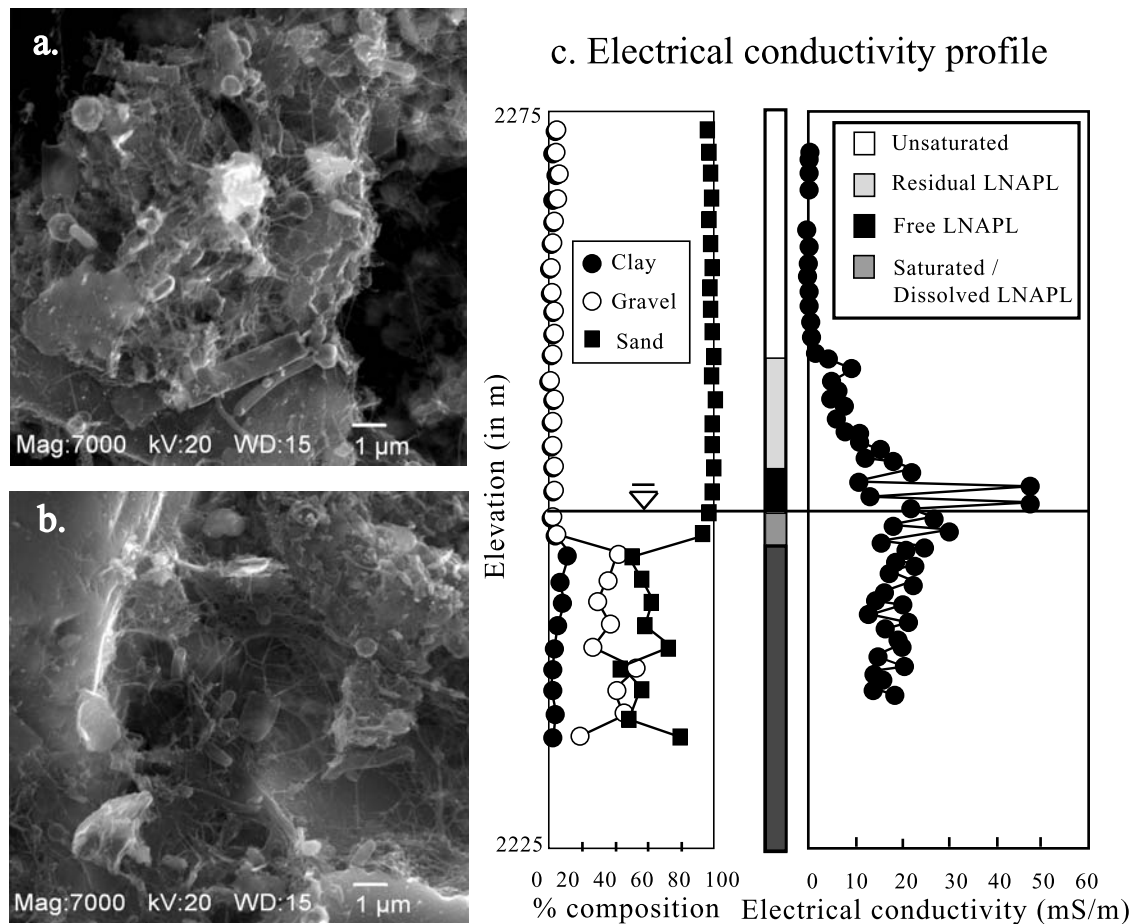 a.
Mag:7000 kV:20 WD:15 1 µm
b.
Mag:7000 kV:20 WD:15 1 µm
c. Electrical conductivity profile
2275
Elevation (in m)
2225
Clay
Gravel
Sand
0 20 40 60 80 100
% composition
Unsaturated
Residual LNAPL
Free LNAPL
Saturated /
Dissolved LNAPL
0 10 20 30 40 50 60
Electrical conductivity (mS/m)